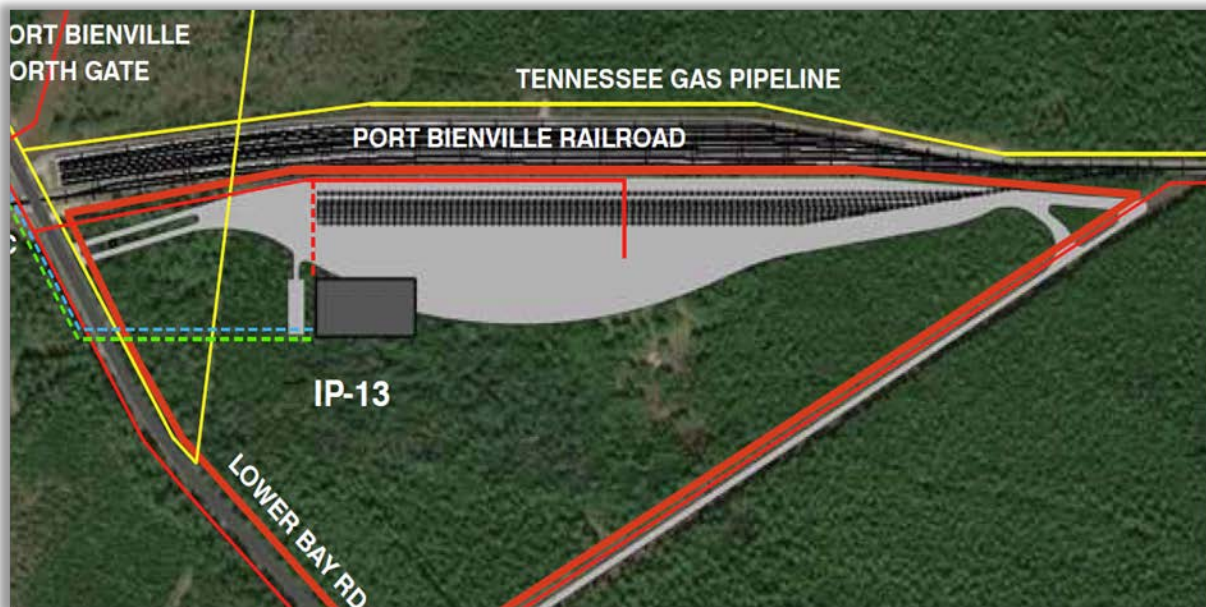 ORT BIENVILLE
ORTH GATE
TENNESSEE GAS PIPELINE
PORT BIENVILLE RAILROAD
IP-13
LOWER BAY RD